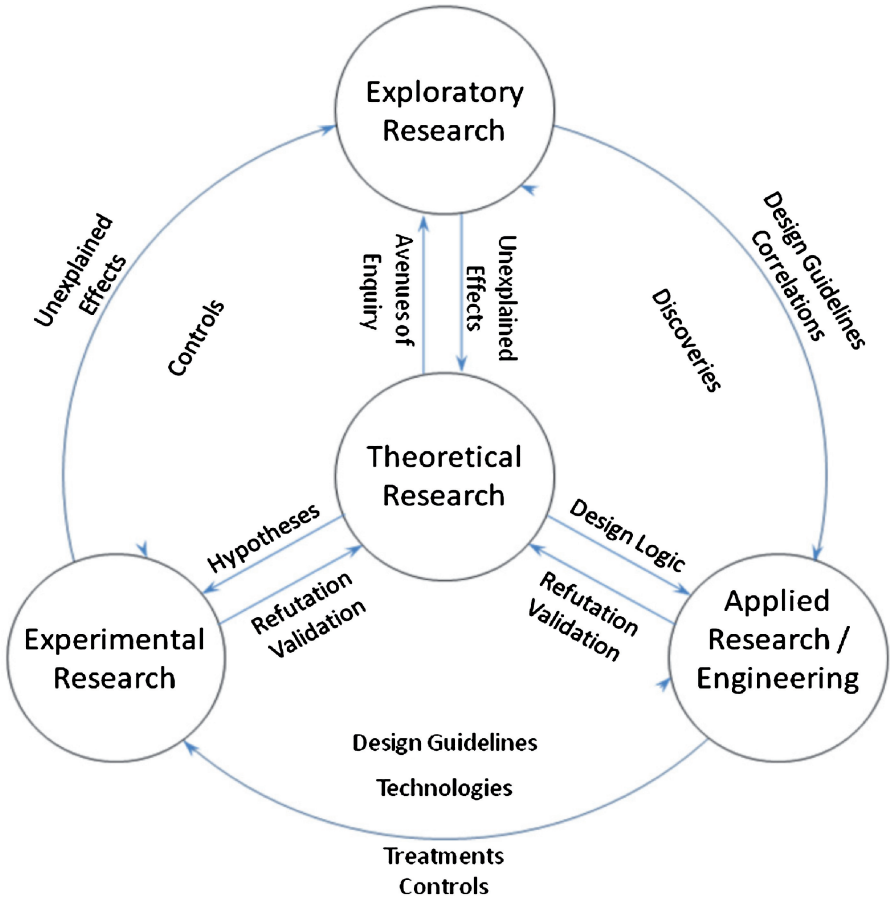 Exploratory
Research
Unexplained
Effects
Controls
Avenues of
Enquiry
Unexplained
Effects
Design Guidelines
Correlations
Discoveries
Theoretical
Research
Hypotheses
Refutation
Validation
Design Logic
Refutation
Validation
Experimental
Research
Applied
Research /
Engineering
Design Guidelines
Technologies
Treatments
Controls